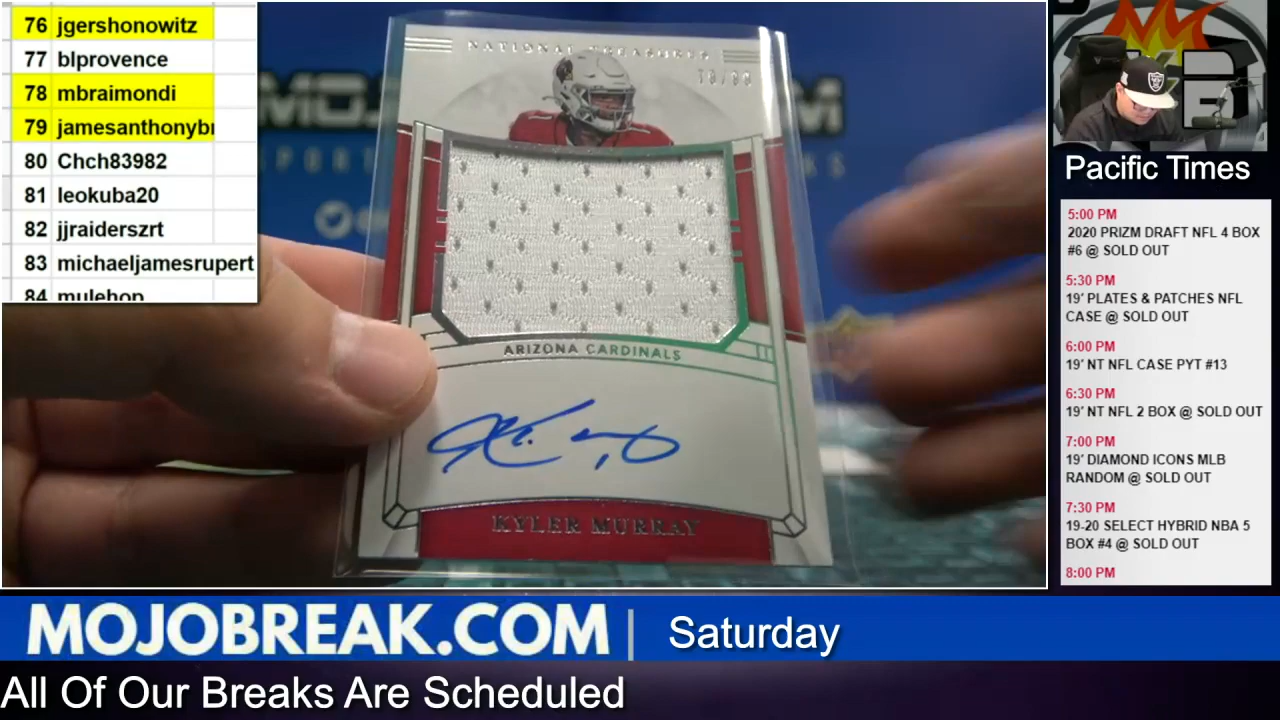 76 jgershonowitz
77 blprovence
78 mbraimondi
79 jamesanthonybr
80 Chch83982
81 leokuba20
82 jjraiderszrt
83 michaeljamesrupert
84 mulehop
NATIONAL TREASURES
ARIZONA CARDINALS
KYLER MURRAY
Pacific Times
5:00 PM
2020 PRIZM DRAFT NFL 4 BOX
#6 @ SOLD OUT
5:30 PM
19' PLATES & PATCHES NFL
CASE @ SOLD OUT
6:00 PM
19' NT NFL CASE PYT #13
6:30 PM
19' NT NFL 2 BOX @ SOLD OUT
7:00 PM
19' DIAMOND ICONS MLB
RANDOM @ SOLD OUT
7:30 PM
19-20 SELECT HYBRID NBA 5
BOX #4 @ SOLD OUT
8:00 PM
MOJOBREAK.COM | Saturday
All Of Our Breaks Are Scheduled